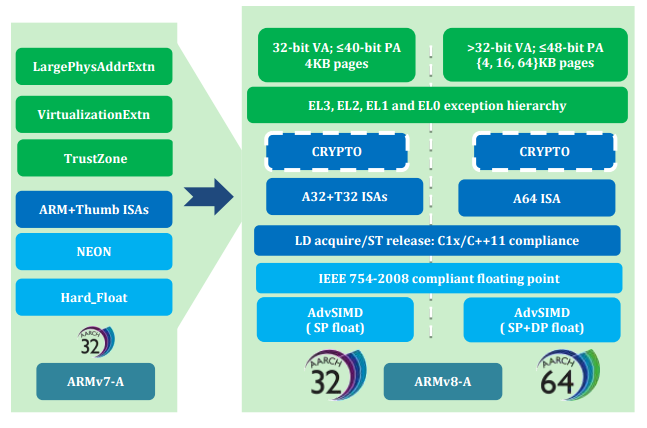 LargePhysAddrExtn
VirtualizationExtn
TrustZone
ARM+Thumb ISAs
NEON
Hard_Float
AARCH
32
ARMv7-A
32-bit VA; ≤40-bit PA
4KB pages
>32-bit VA; ≤48-bit PA
{4, 16, 64}KB pages
EL3, EL2, EL1 and EL0 exception hierarchy
CRYPTO
CRYPTO
A32+T32 ISAs
A64 ISA
LD acquire/ST release: C1x/C++11 compliance
IEEE 754-2008 compliant floating point
AdvSIMD
( SP float)
AdvSIMD
( SP+DP float)
AARCH
32
ARMv8-A
AARCH
64